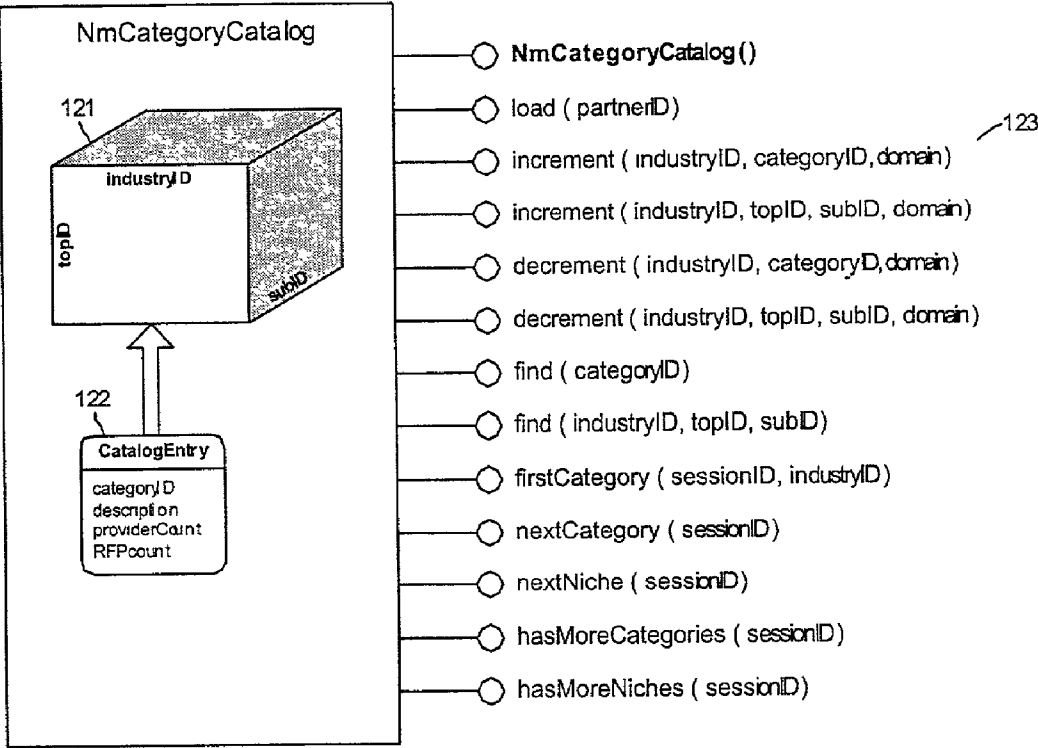 NmCategoryCatalog
121
industryID
topID
subID
122
CatalogEntry
categoryID
description
providerCount
RFPcount
NmCategoryCatalog()
load ( partnerID)
123
increment ( industryID, categoryID,domain)
increment ( industryID, topID, subID, domain)
decrement ( industryID, categoryID,domain)
decrement ( industryID, topID, subID, domain)
find ( categoryID)
find ( industryID, topID, subID)
firstCategory ( sessionID, industryID)
nextCategory ( sessionID)
nextNiche ( sessionID)
hasMoreCategories ( sessionID)
hasMoreNiches ( sessionID)